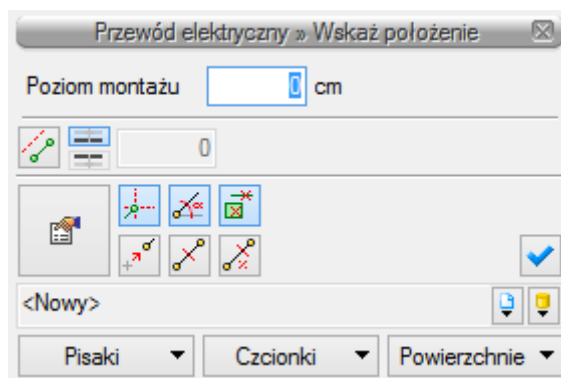 Przewód elektryczny » Wskaż położenie
Poziom montażu 0 cm
0
<Nowy>
Pisaki Czcionki Powierzchnie